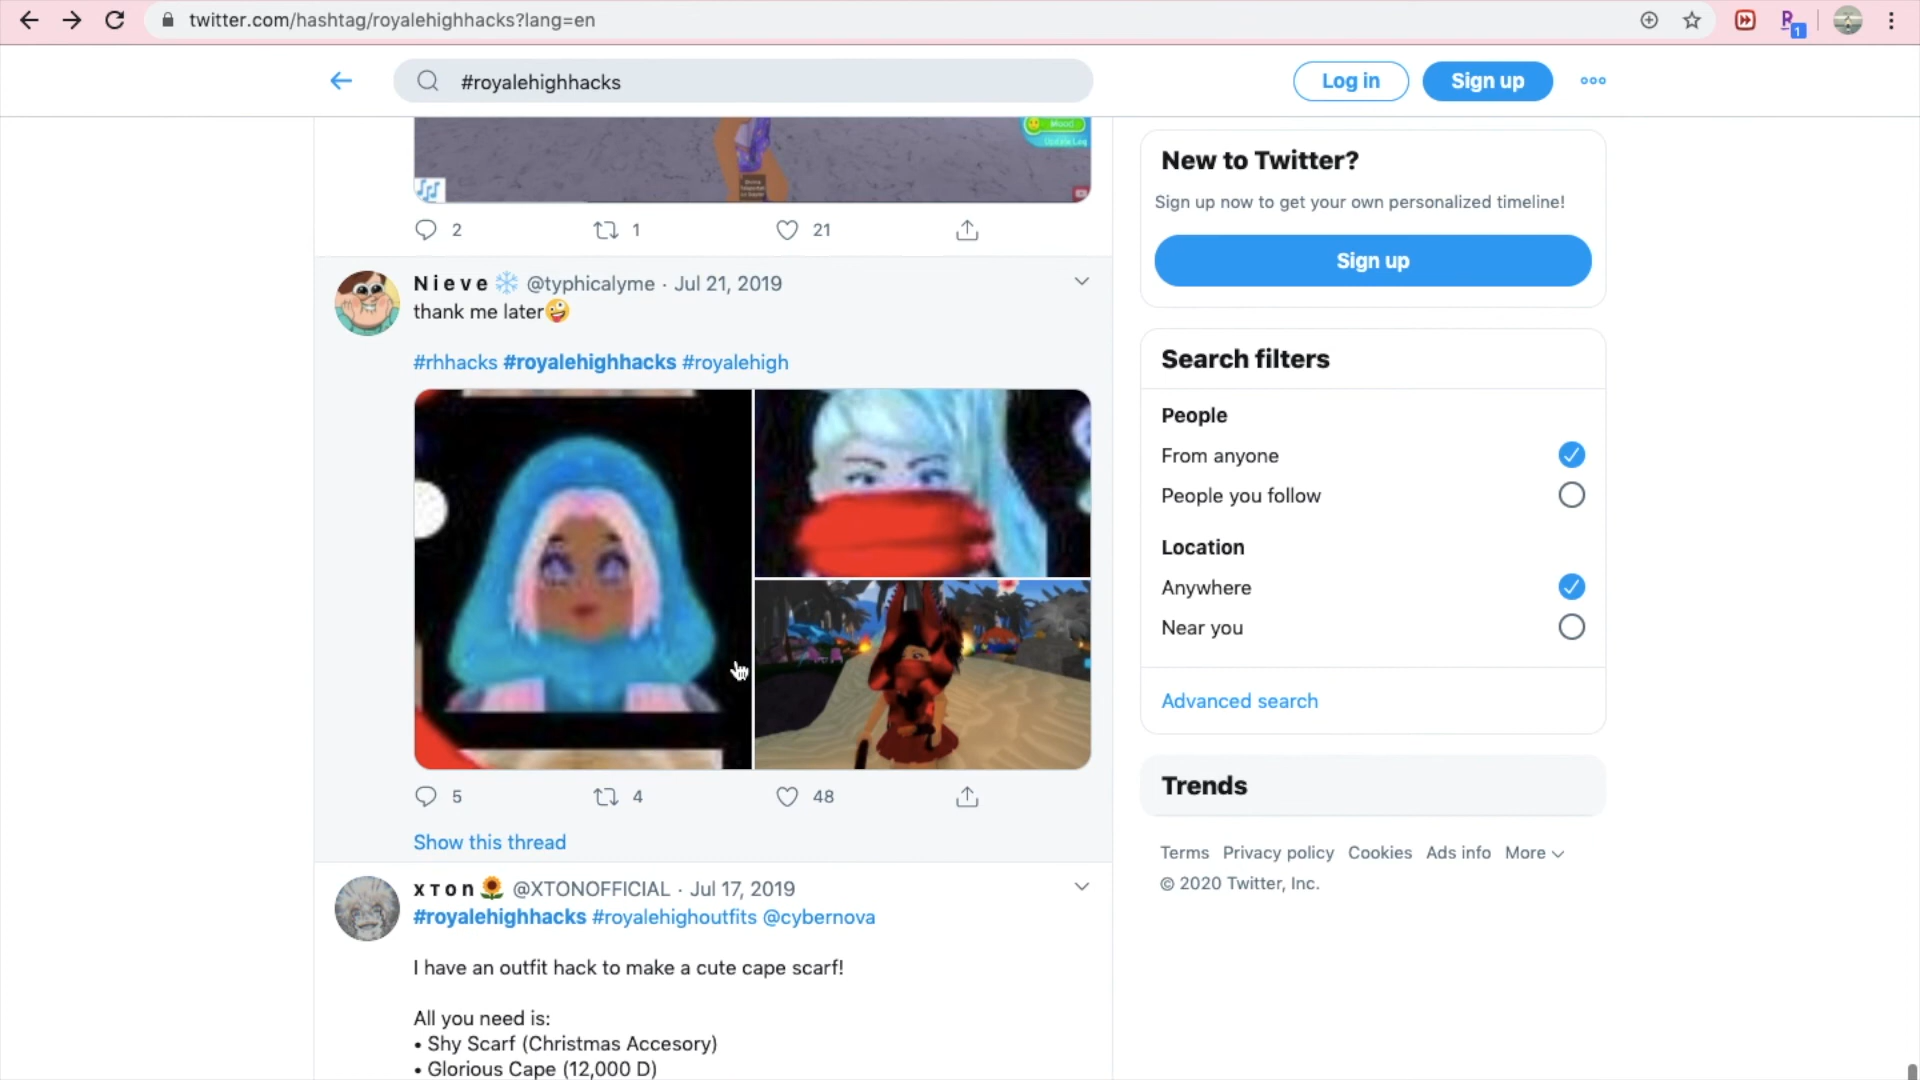 twitter.com/hashtag/royalehighhacks?lang=en
1
#royalehighhacks
Log in
Sign up
Mood
Update Log
2
1
21
N i e v e ❄️ @typhicalyme · Jul 21, 2019
thank me later🤪
#rhhacks #royalehighhacks #royalehigh
5
4
48
Show this thread
x т o n 🌻 @XTONOFFICIAL · Jul 17, 2019
#royalehighhacks #royalehighoutfits @cybernova
I have an outfit hack to make a cute cape scarf!
All you need is:
• Shy Scarf (Christmas Accesory)
• Glorious Cape (12,000 D)
New to Twitter?
Sign up now to get your own personalized timeline!
Sign up
Search filters
People
From anyone
People you follow
Location
Anywhere
Near you
Advanced search
Trends
Terms Privacy policy Cookies Ads info More
© 2020 Twitter, Inc.